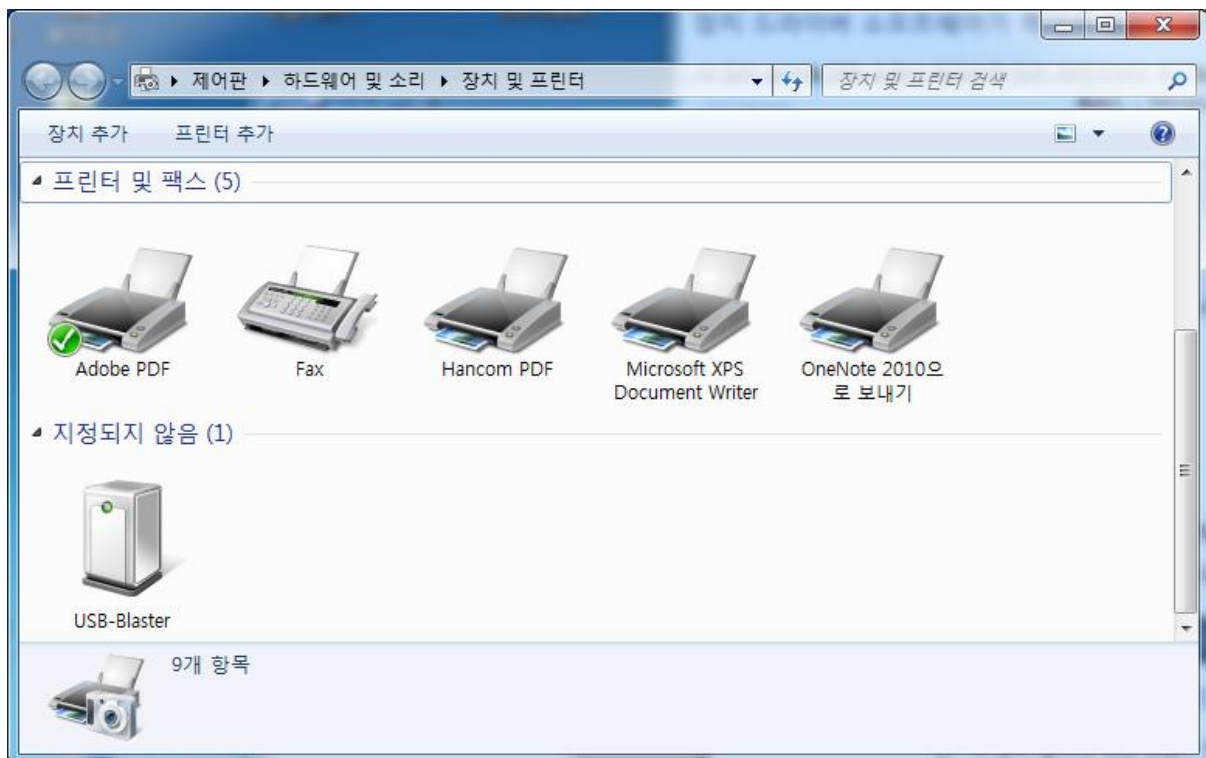 제어판 ▸ 하드웨어 및 소리 ▸ 장치 및 프린터
장치 및 프린터 검색
장치 추가 프린터 추가
프린터 및 팩스 (5)
Adobe PDF
Fax
Hancom PDF
Microsoft XPS
Document Writer
OneNote 2010으
로 보내기
지정되지 않음 (1)
USB-Blaster
9개 항목